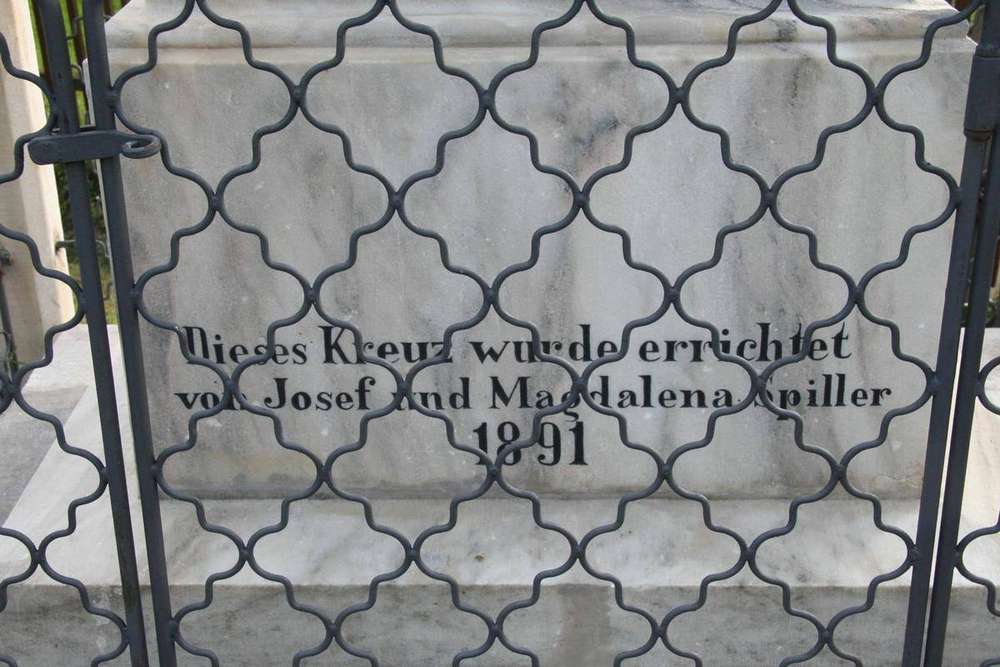 Dieses Kreuz wurde errichtet
von Josef und Magdalena Spiller
1891